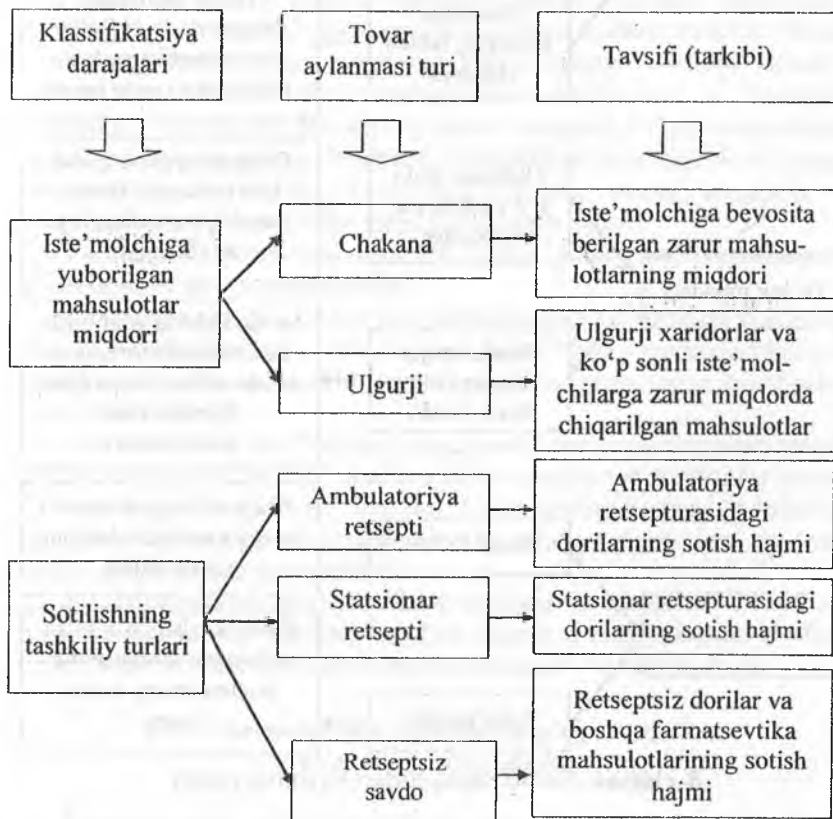 Klassifikatsiya
darajalari
Tovar
aylanmasi turi
Tavsifi (tarkibi)
Iste’molchiga
yuborilgan
mahsulotlar
miqdori
Chakana
Iste’molchiga bevosita
berilgan zarur mahsu-
lotlarning miqdori
Ulgurji
Ulgurji xaridorlar va
ko‘p sonli iste’mol-
chilarga zarur miqdorda
chiqarilgan mahsulotlar
Sotilishning
tashkiliy turlari
Ambulatoriya
retsepti
Ambulatoriya
retsepturasidagi
dorilarning sotish hajmi
Statsionar
retsepti
Statsionar retsepturasidagi
dorilarning sotish hajmi
Retseptsiz
savdo
Retseptsiz dorilar va
boshqa farmatsevtika
mahsulotlarining sotish
hajmi